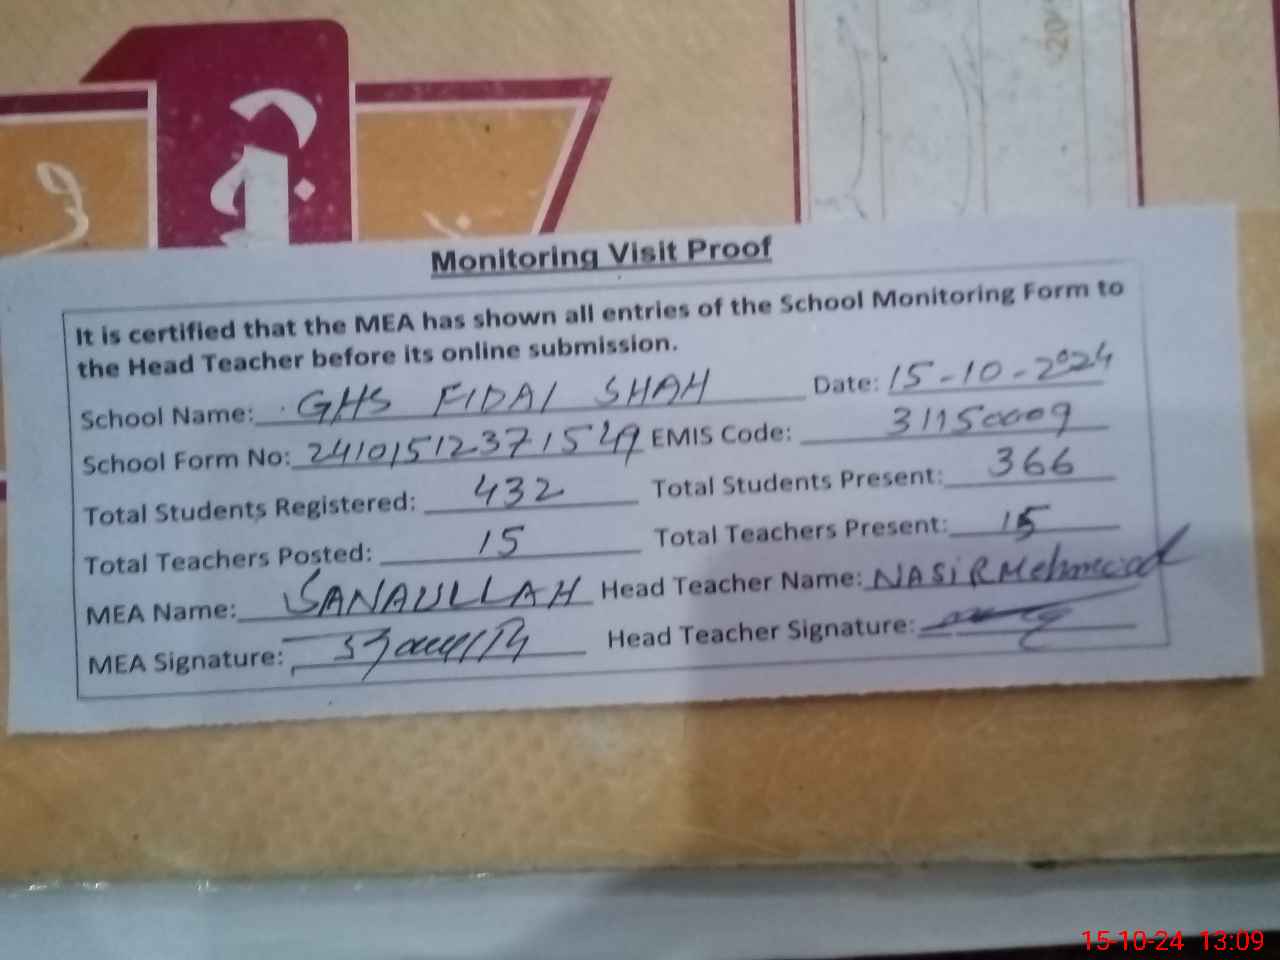 Monitoring Visit Proof
It is certified that the MEA has shown all entries of the School Monitoring Form to
the Head Teacher before its online submission.
School Name: GHS FIDAI SHAH Date: 15-10-2024
School Form No: 241015123371549 EMIS Code: 31150009
Total Students Registered: 432 Total Students Present: 366
Total Teachers Posted: 15 Total Teachers Present: 15
MEA Name: SANAULLAH Head Teacher Name: NASIR Mehmood
MEA Signature: Head Teacher Signature:
15-10-24 13:09